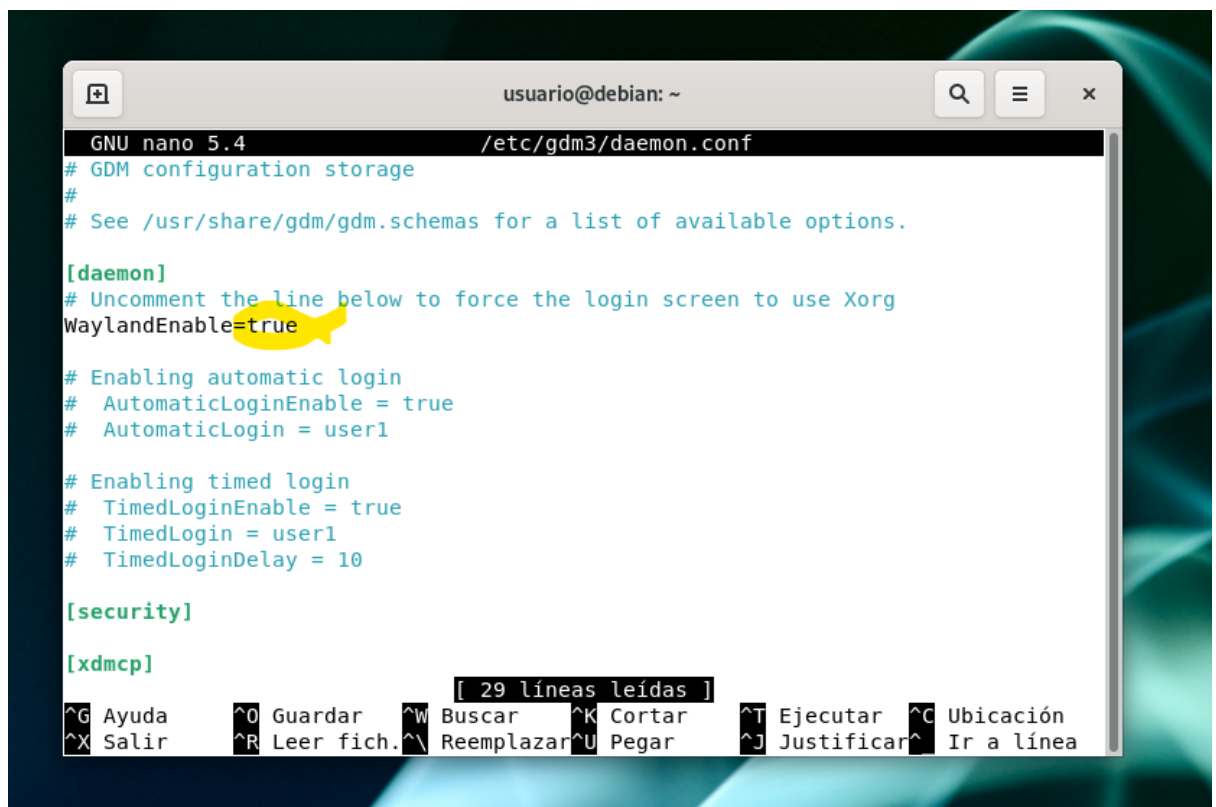 usuario@debian: ~
GNU nano 5.4 /etc/gdm3/daemon.conf
# GDM configuration storage
#
# See /usr/share/gdm/gdm.schemas for a list of available options.
[daemon]
# Uncomment the line below to force the login screen to use Xorg
WaylandEnable=true
# Enabling automatic login
#  AutomaticLoginEnable = true
#  AutomaticLogin = user1
# Enabling timed login
#  TimedLoginEnable = true
#  TimedLogin = user1
#  TimedLoginDelay = 10
[security]
[xdmcp]
[ 29 líneas leídas ]
^G Ayuda ^O Guardar ^W Buscar ^K Cortar ^T Ejecutar ^C Ubicación
^X Salir ^R Leer fich. ^\ Reemplazar ^U Pegar ^J Justificar ^_ Ir a línea